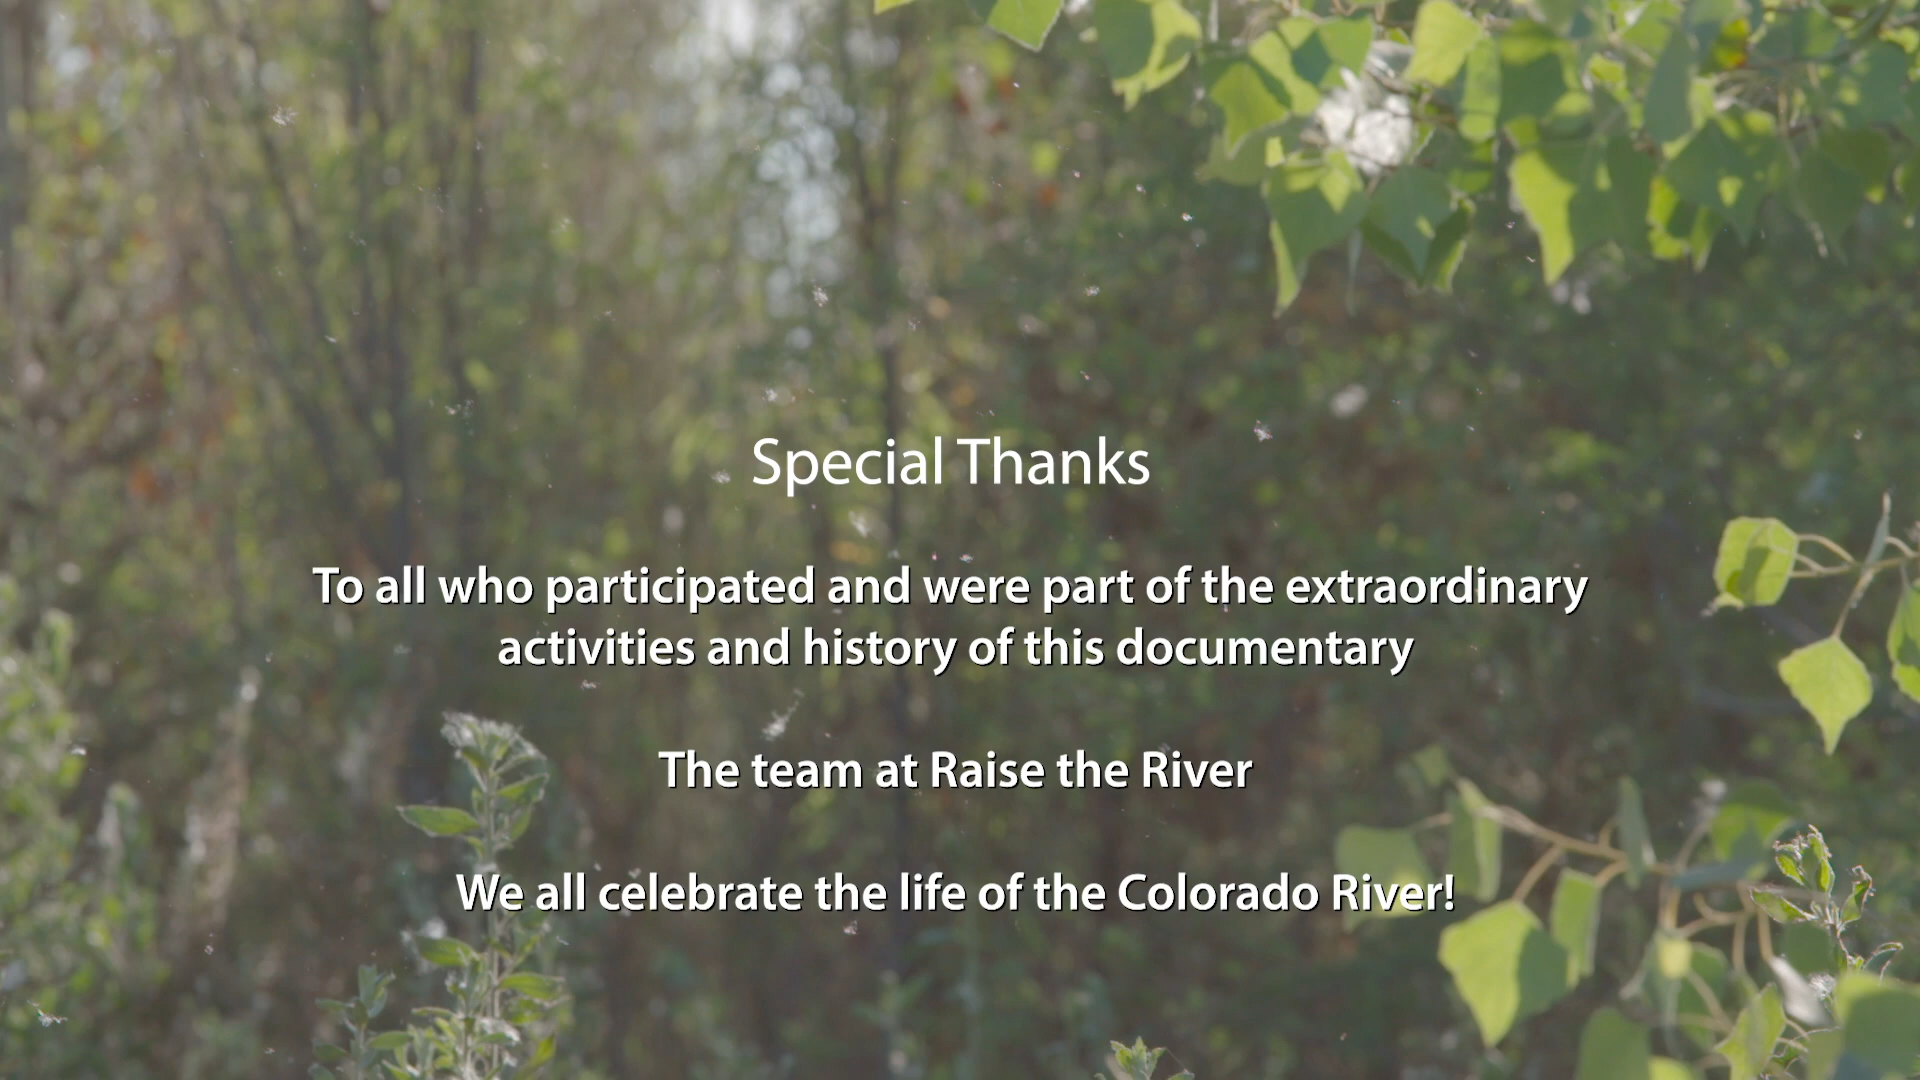 Special Thanks
To all who participated and were part of the extraordinary
activities and history of this documentary
The team at Raise the River
We all celebrate the life of the Colorado River!